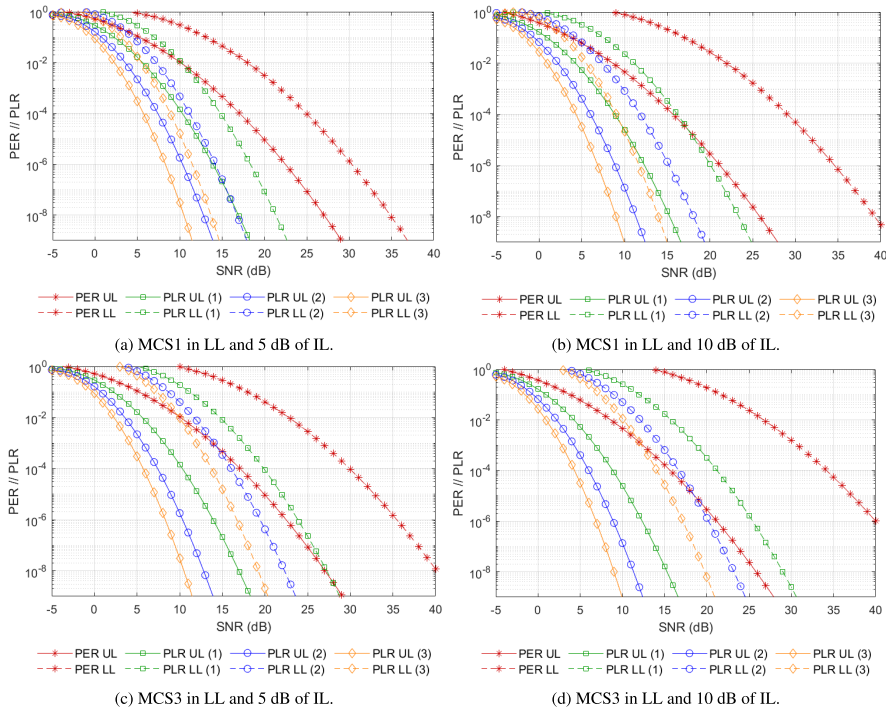 10^0
10^-2
10^-4
10^-6
10^-8
PER // PLR
-5 0 5 10 15 20 25 30 35 40
SNR (dB)
PER UL PLR UL (1) PLR UL (2) PLR UL (3)
PER LL PLR LL (1) PLR LL (2) PLR LL (3)
(a) MCS1 in LL and 5 dB of IL.
10^0
10^-2
10^-4
10^-6
10^-8
PER // PLR
-5 0 5 10 15 20 25 30 35 40
SNR (dB)
PER UL PLR UL (1) PLR UL (2) PLR UL (3)
PER LL PLR LL (1) PLR LL (2) PLR LL (3)
(b) MCS1 in LL and 10 dB of IL.
10^0
10^-2
10^-4
10^-6
10^-8
PER // PLR
-5 0 5 10 15 20 25 30 35 40
SNR (dB)
PER UL PLR UL (1) PLR UL (2) PLR UL (3)
PER LL PLR LL (1) PLR LL (2) PLR LL (3)
(c) MCS3 in LL and 5 dB of IL.
10^0
10^-2
10^-4
10^-6
10^-8
PER // PLR
-5 0 5 10 15 20 25 30 35 40
SNR (dB)
PER UL PLR UL (1) PLR UL (2) PLR UL (3)
PER LL PLR LL (1) PLR LL (2) PLR LL (3)
(d) MCS3 in LL and 10 dB of IL.